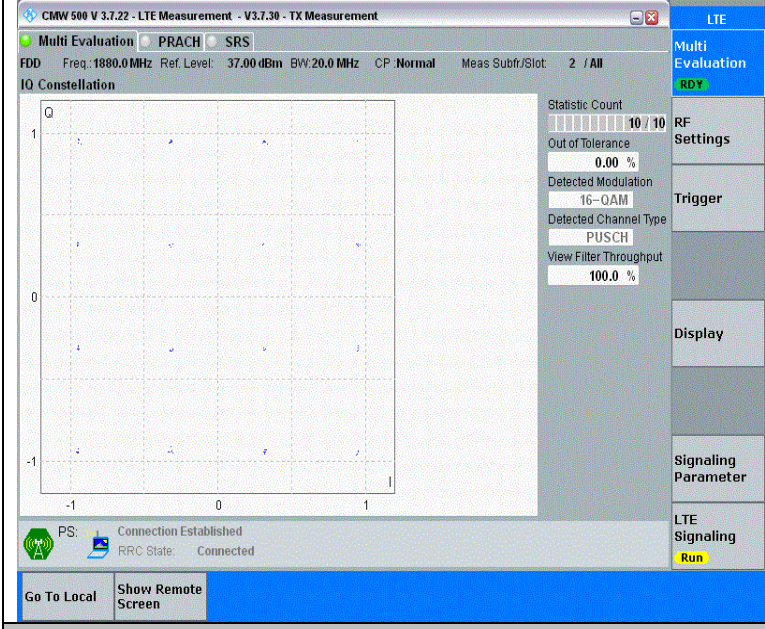 CMW 500 V 3.7.22 - LTE Measurement - V3.7.30 - TX Measurement
LTE
Multi Evaluation PRACH SRS
FDD Freq.:1880.0 MHz Ref. Level: 37.00 dBm BW:20.0 MHz CP :Normal Meas Subfr./Slot: 2 / All
IQ Constellation
Q
1
0
-1
-1 0 1
I
Statistic Count
10 / 10
Out of Tolerance
0.00 %
Detected Modulation
16-QAM
Detected Channel Type
PUSCH
View Filter Throughput
100.0 %
Multi
Evaluation
RDY
RF
Settings
Trigger
Display
Signaling
Parameter
LTE
Signaling
Run
PS: Connection Established
RRC State: Connected
Go To Local
Show Remote
Screen